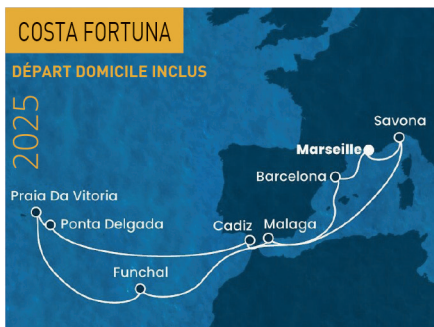 COSTA FORTUNA
DÉPART DOMICILE INCLUS
2025
Savona
Marseille
Barcelona
Praia Da Vitoria
Ponta Delgada
Cadiz
Malaga
Funchal